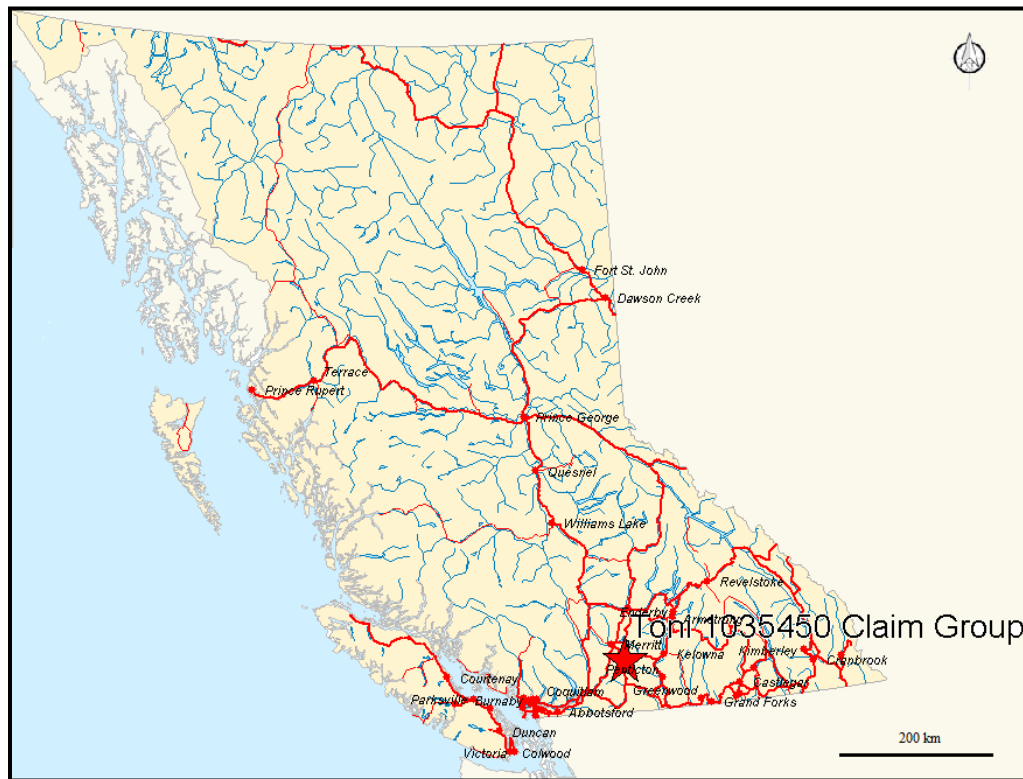 Fort St. John
Dawson Creek
Terrace
Prince Rupert
Prince George
Quesnel
Williams Lake
Revelstoke
Enderby
Armstrong
Toni 1035450 Claim Group
Merritt
Kelowna
Kimberley
Cranbrook
Penticton
Courtenay
Greenwood
Castlegar
Parksville
Burnaby
Coquitlam
Grand Forks
Abbotsford
Duncan
Victoria
Colwood
200 km